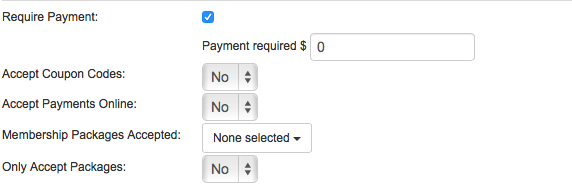 Require Payment:
Payment required $ 0
Accept Coupon Codes: No
Accept Payments Online: No
Membership Packages Accepted: None selected
Only Accept Packages: No